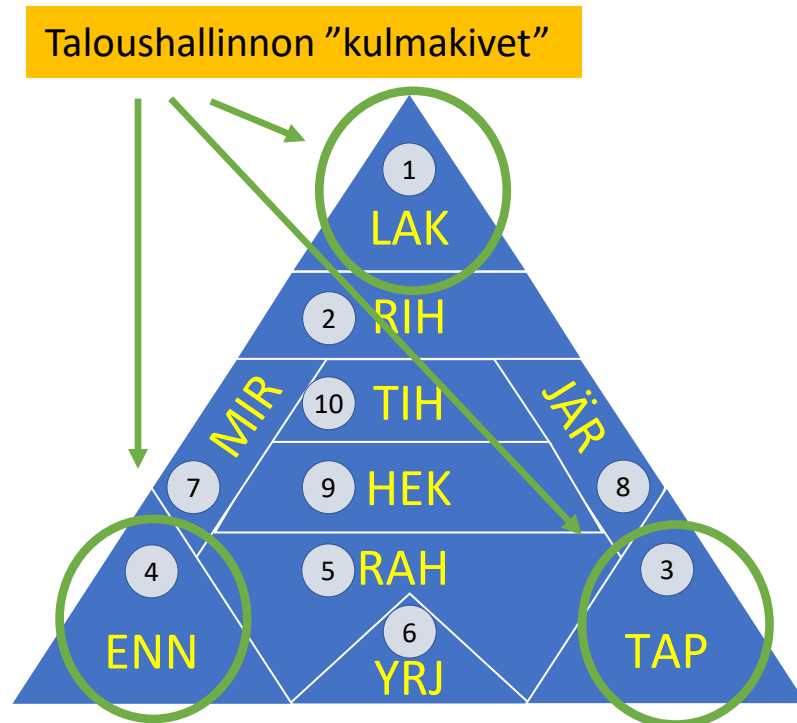 Taloushallinnon ”kulmakivet”
1
LAK
2 RIH
MIR
10 TIH
JÄR
7
9 HEK
8
4
5 RAH
3
ENN
6
YRJ
TAP